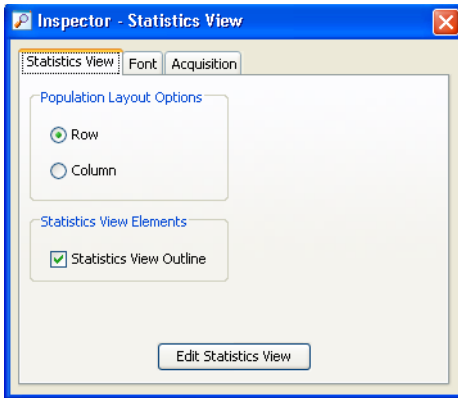 Inspector - Statistics View
Statistics View Font Acquisition
Population Layout Options
Row
Column
Statistics View Elements
Statistics View Outline
Edit Statistics View